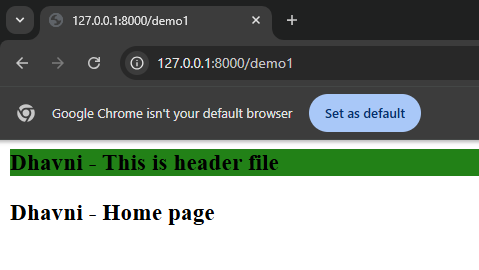 127.0.0.1:8000/demo1
127.0.0.1:8000/demo1
Google Chrome isn't your default browser
Set as default
Dhavni - This is header file
Dhavni - Home page